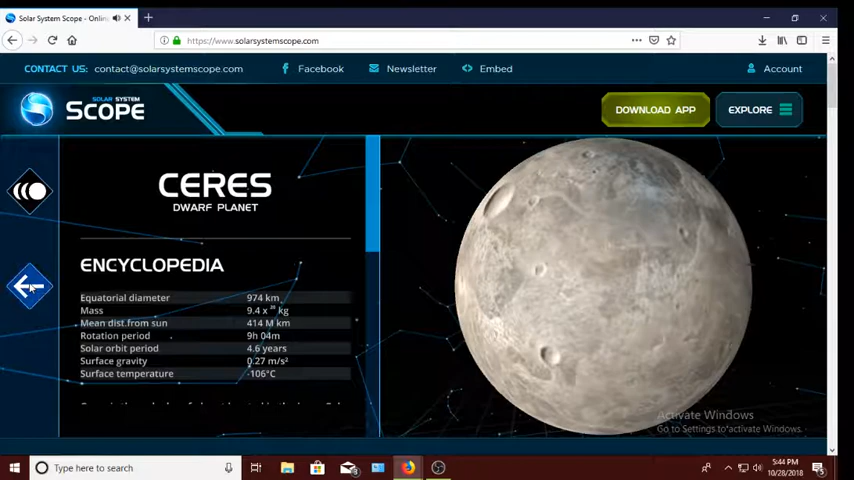 Solar System Scope - Onlin
https://www.solarsystemscope.com
CONTACT US: contact@solarsystemscope.com Facebook Newsletter Embed Account
SOLAR SYSTEM
SCOPE
DOWNLOAD APP
EXPLORE
CERES
DWARF PLANET
ENCYCLOPEDIA
Equatorial diameter 974 km
Mass 9.4 x 20 kg
Mean dist.from sun 414 M km
Rotation period 9h 04m
Solar orbit period 4.6 years
Surface gravity 0.27 m/s²
Surface temperature -106°C
Activate Windows
Go to Settings to activate Windows.
Type here to search
5:44 PM
10/28/2018